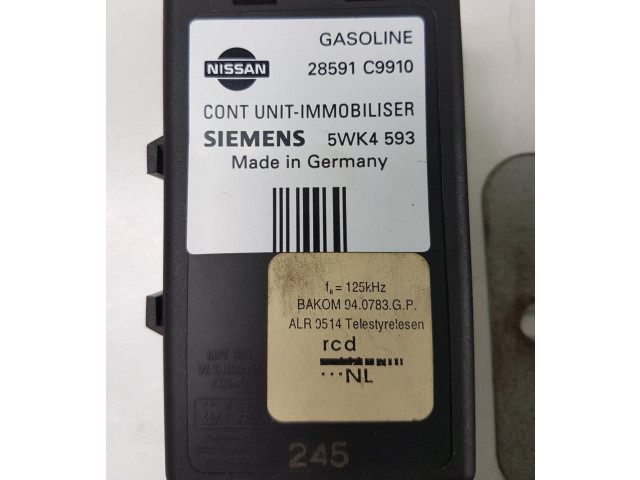 GASOLINE
NISSAN 28591 C9910
CONT UNIT-IMMOBILISER
SIEMENS 5WK4 593
Made in Germany
fR = 125kHz
BAKOM 94.0783.G.P.
ALR 0514 Telestyrelesen
rcd
...NL
245